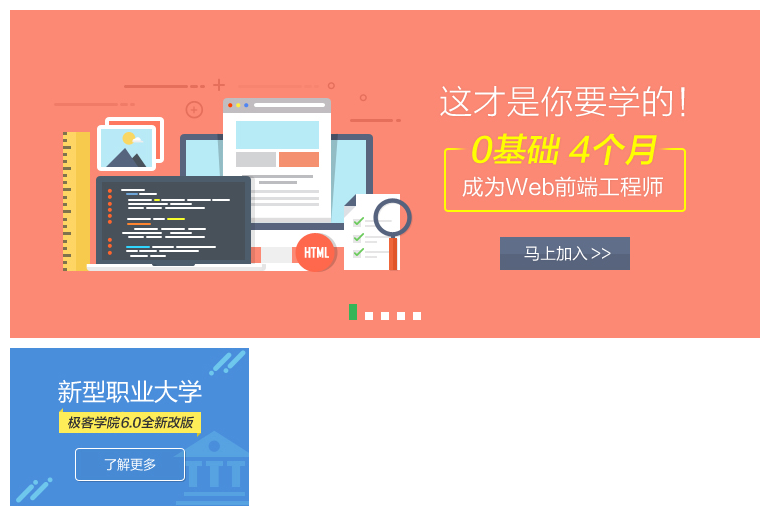 这才是你要学的!
0基础 4个月
成为Web前端工程师
HTML
马上加入 >>
新型职业大学
极客学院6.0全新改版
了解更多